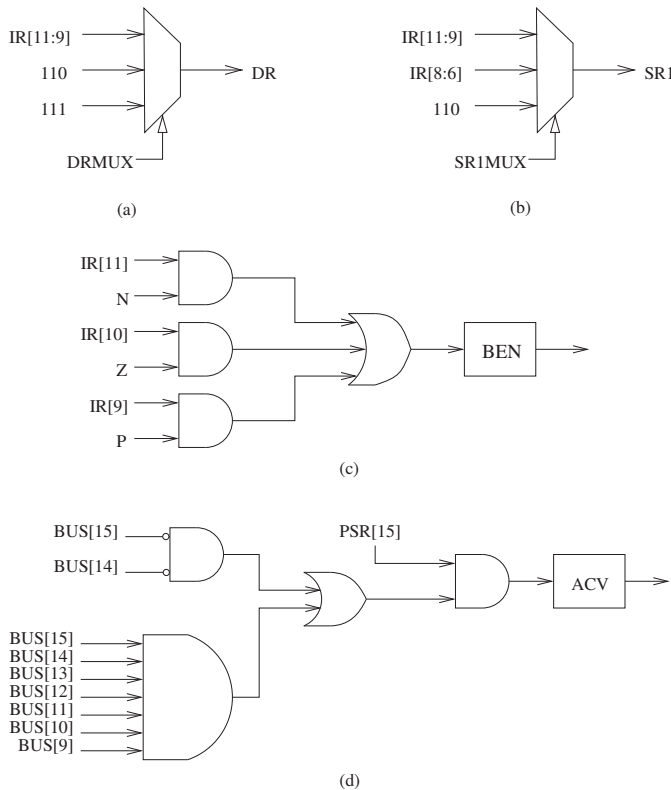 IR[11:9]
110
111
DR
DRMUX
(a)
IR[11:9]
IR[8:6]
110
SR1
SR1MUX
(b)
IR[11]
N
IR[10]
Z
IR[9]
P
BEN
(c)
BUS[15]
BUS[14]
PSR[15]
ACV
BUS[15]
BUS[14]
BUS[13]
BUS[12]
BUS[11]
BUS[10]
BUS[9]
(d)